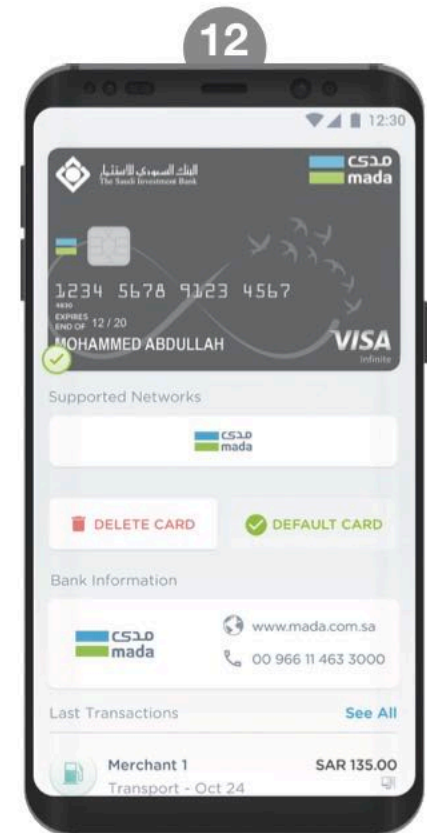 12
12:30
البنك السعودي للاستثمار
The Saudi Investment Bank
مدى
mada
1234 5678 9123 4567
EXPIRES
END OF 12 / 20
MOHAMMED ABDULLAH
VISA
Infinite
Supported Networks
مدى
mada
DELETE CARD
DEFAULT CARD
Bank Information
مدى
mada
www.mada.com.sa
00 966 11 463 3000
Last Transactions
See All
Merchant 1
SAR 135.00
Transport - Oct 24